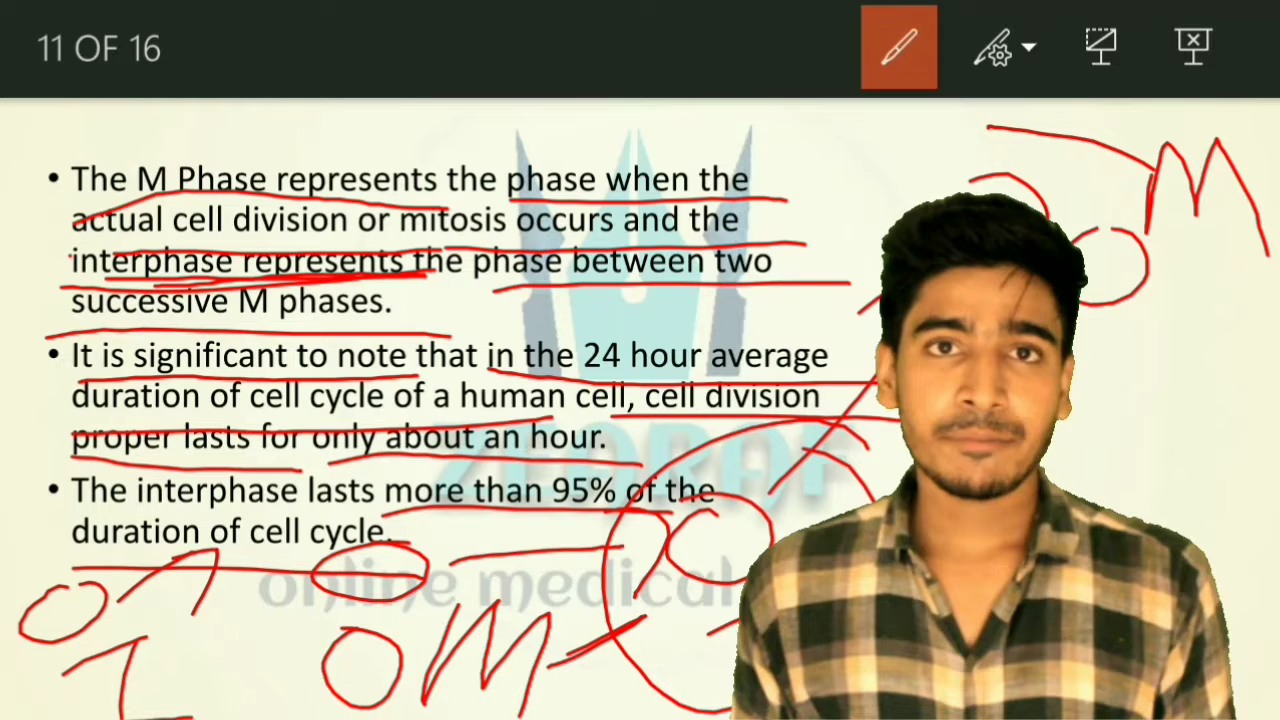 11 OF 16
• The M Phase represents the phase when the
actual cell division or mitosis occurs and the
interphase represents the phase between two
successive M phases.
• It is significant to note that in the 24 hour average
duration of cell cycle of a human cell, cell division
proper lasts for only about an hour.
• The interphase lasts more than 95% of the
duration of cell cycle.
online medical
M
I
M